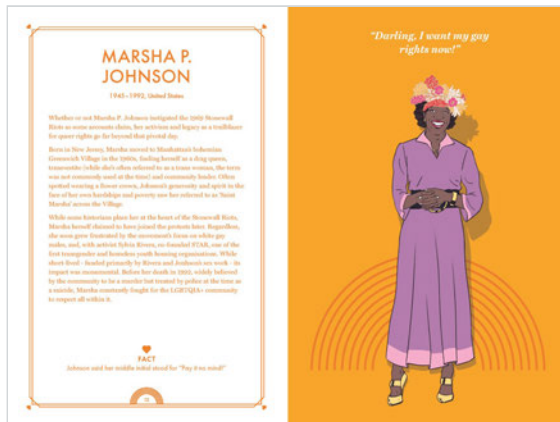 MARSHA P.
JOHNSON
1945–1992, United States
Whether or not Marsha P. Johnson instigated the 1969 Stonewall
Riots as some accounts claim, her activism and legacy as a trailblazer
for queer rights go far beyond that pivotal day.
Born in New Jersey, Marsha moved to Manhattan's bohemian
Greenwich Village in the 1960s, finding herself as a drag queen,
transvestite (while she's often referred to as a trans woman, the term
was not commonly used at the time) and community leader. Often
spotted wearing a flower crown, Johnson's generosity and spirit in the
face of her own hardships and poverty saw her referred to as 'Saint
Marsha' across the Village.
While some historians place her at the heart of the Stonewall Riots,
Marsha herself claimed to have joined the protests later. Regardless,
she soon grew frustrated by the movement's focus on white gay
males, and, with activist Sylvia Rivera, co-founded STAR, one of the
first transgender and homeless youth housing organisations. While
short-lived – funded primarily by Rivera and Johnson's sex work – its
impact was monumental. Before her death in 1992, widely believed
by the community to be a murder but treated by police at the time as
a suicide, Marsha constantly fought for the LGBTQIA+ community
to respect all within it.
FACT
Johnson said her middle initial stood for "Pay it no mind!"
"Darling, I want my gay
rights now!"